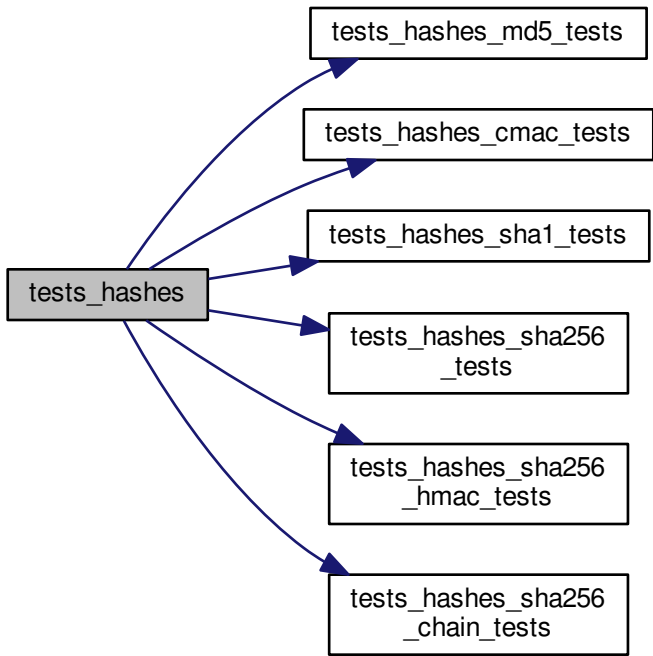 tests_hashes_md5_tests
tests_hashes_cmac_tests
tests_hashes_sha1_tests
tests_hashes
tests_hashes_sha256
_tests
tests_hashes_sha256
_hmac_tests
tests_hashes_sha256
_chain_tests